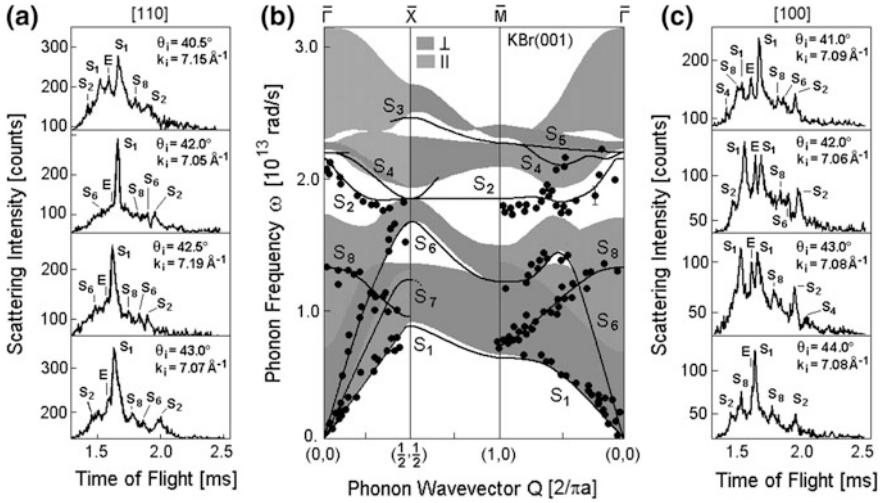 (a)
[110]
Scattering Intensity [counts]
300
200
100
S₂
S₁
E
S₁
S₈
S₂
θᵢ = 40.5°
kᵢ = 7.15 Å⁻¹
200
100
S₆
S₁
S₈
S₆
S₂
θᵢ = 42.0°
kᵢ = 7.05 Å⁻¹
200
100
S₆
E
S₁
S₈
S₆
S₂
θᵢ = 42.5°
kᵢ = 7.19 Å⁻¹
300
200
S₂
E
S₁
S₈
S₆
S₂
θᵢ = 43.0°
kᵢ = 7.07 Å⁻¹
1.5
2.0
2.5
Time of Flight [ms]
(b)
Γ̅
X̅
M̅
Γ̅
KBr(001)
⊥
||
Phonon Frequency ω [10¹³ rad/s]
3.0
2.0
1.0
0.
S₃
S₅
S₄
S₄
S₂
S₂
S₆
S₈
S₈
S₇
S₆
S₁
S₁
(0,0)
(½,½)
(1,0)
(0,0)
Phonon Wavevector Q [2/πa]
(c)
[100]
Scattering Intensity [counts]
200
100
S₄
S₈
S₁
E
S₁
S₈
S₆
S₂
θᵢ = 41.0°
kᵢ = 7.09 Å⁻¹
100
50
S₁
E
S₁
S₈
S₆
S₂
θᵢ = 42.0°
kᵢ = 7.06 Å⁻¹
100
50
S₁
E
S₁
S₈
S₂
S₄
θᵢ = 43.0°
kᵢ = 7.08 Å⁻¹
100
50
S₂
S₈
E
S₁
S₈
S₂
θᵢ = 44.0°
kᵢ = 7.08 Å⁻¹
1.5
2.0
2.5
Time of Flight [ms]